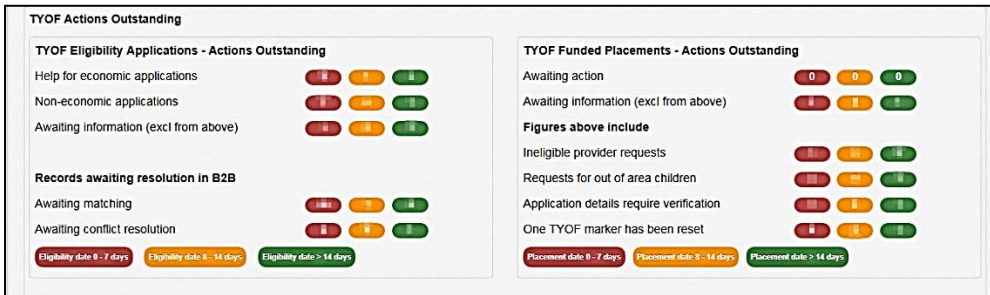 TYOF Actions Outstanding
TYOF Eligibility Applications - Actions Outstanding
Help for economic applications
Non-economic applications
Awaiting information (excl from above)
Records awaiting resolution in B2B
Awaiting matching
Awaiting conflict resolution
Eligibility date 0 - 7 days Eligibility date 8 - 14 days Eligibility date > 14 days
TYOF Funded Placements - Actions Outstanding
Awaiting action 0 0 0
Awaiting information (excl from above)
Figures above include
Ineligible provider requests
Requests for out of area children
Application details require verification
One TYOF marker has been reset
Placement date 0 - 7 days Placement date 8 - 14 days Placement date > 14 days